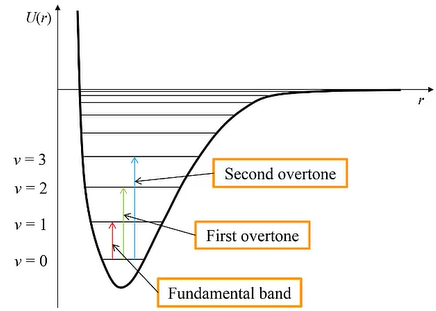 U(r)
r
v = 3
Second overtone
v = 2
v = 1
First overtone
v = 0
Fundamental band